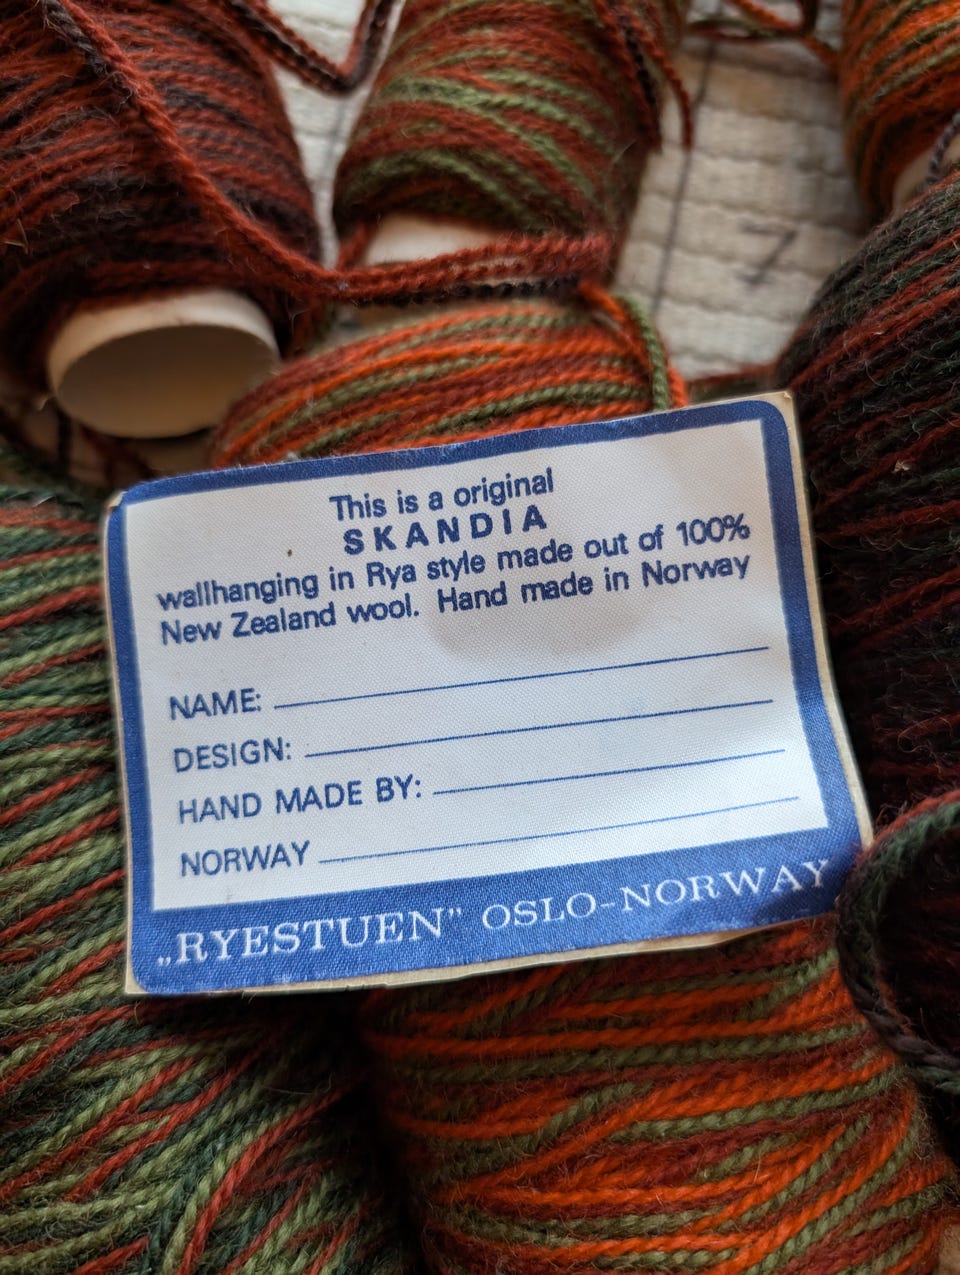 7
This is a original
SKANDIA
wallhanging in Rya style made out of 100%
New Zealand wool. Hand made in Norway
NAME:
DESIGN:
HAND MADE BY:
NORWAY
„RYESTUEN” OSLO-NORWAY